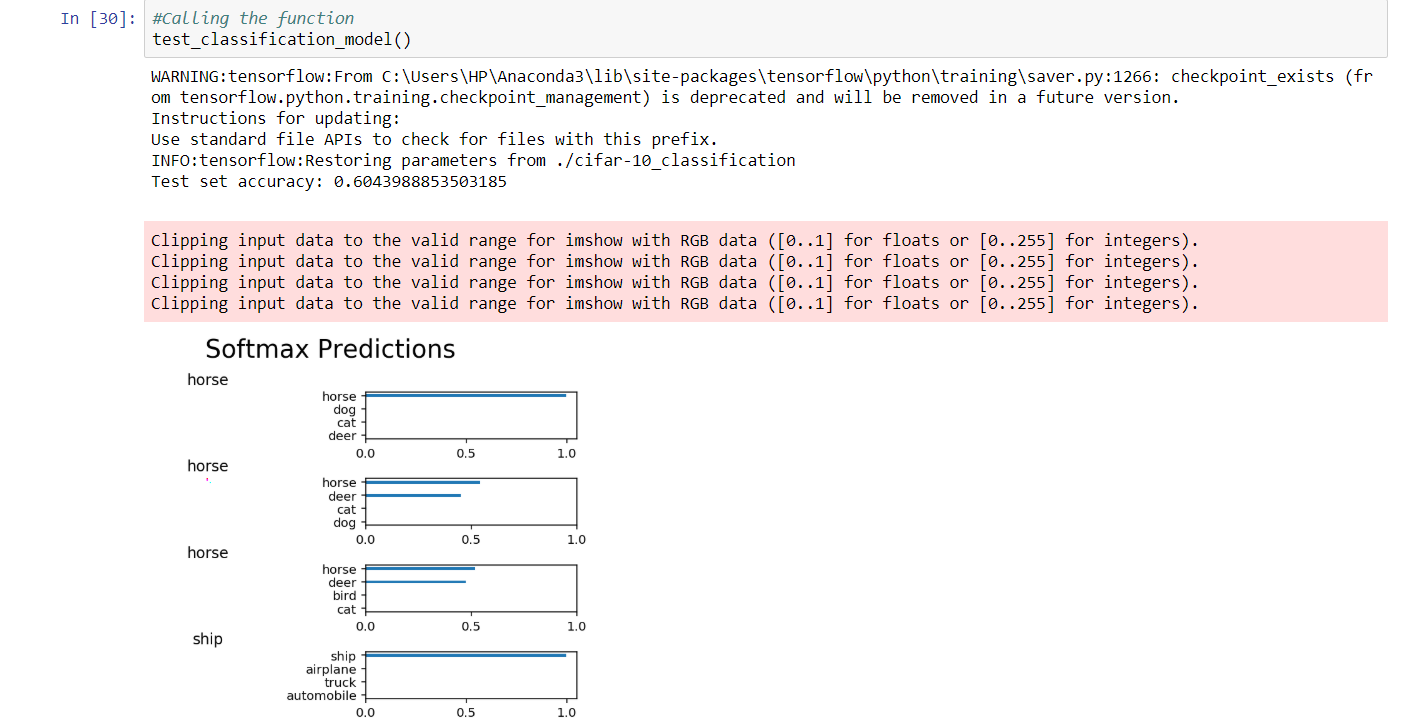 In [30]: #Calling the function
test_classification_model()
WARNING:tensorflow:From C:\Users\HP\Anaconda3\lib\site-packages\tensorflow\python\training\saver.py:1266: checkpoint_exists (fr
om tensorflow.python.training.checkpoint_management) is deprecated and will be removed in a future version.
Instructions for updating:
Use standard file APIs to check for files with this prefix.
INFO:tensorflow:Restoring parameters from ./cifar-10_classification
Test set accuracy: 0.6043988853503185
Clipping input data to the valid range for imshow with RGB data ([0..1] for floats or [0..255] for integers).
Clipping input data to the valid range for imshow with RGB data ([0..1] for floats or [0..255] for integers).
Clipping input data to the valid range for imshow with RGB data ([0..1] for floats or [0..255] for integers).
Clipping input data to the valid range for imshow with RGB data ([0..1] for floats or [0..255] for integers).
Softmax Predictions
horse
horse
dog
cat
deer
0.0 0.5 1.0
horse
horse
deer
cat
dog
0.0 0.5 1.0
horse
horse
deer
bird
cat
0.0 0.5 1.0
ship
ship
airplane
truck
automobile
0.0 0.5 1.0